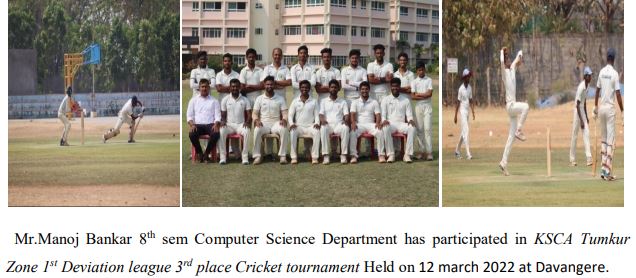 Mr.Manoj Bankar 8th sem Computer Science Department has participated in KSCA Tumkur
Zone 1st Deviation league 3rd place Cricket tournament Held on 12 march 2022 at Davangere.